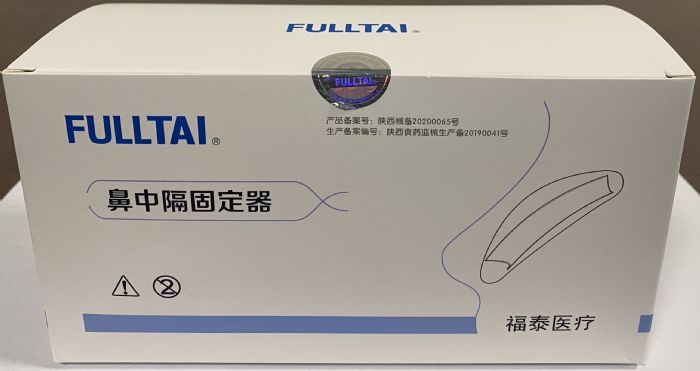 FULLTAI®
FULLTAI
FULLTAI®
产品备案号：陕西械备20200065号
生产备案编号：陕西食药监械生产备20190041号
鼻中隔固定器
2
福泰医疗